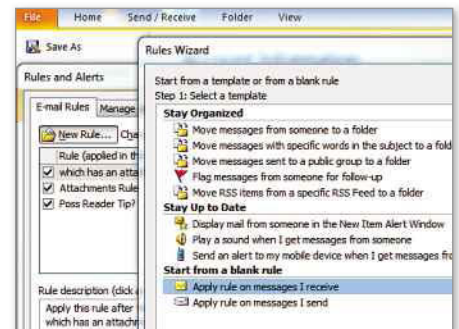 File Home Send / Receive Folder View
Save As
Rules Wizard
Rules and Alerts
Start from a template or from a blank rule
Step 1: Select a template
E-mail Rules Manage
Stay Organized
Move messages from someone to a folder
New Rule...
Move messages with specific words in the subject to a
Move messages sent to a public group to a folder
Rule (applied in
Flag messages from someone for follow-up
which has an
Move RSS items from a specific RSS Feed to a folder
Attachments Rule
Stay Up to Date
Poss Reader Tip?
Display mail from someone in the New Item Alert Window
Play a sound when I get messages from someone
Send an alert to my mobile device when I get messages
Start from a blank rule
Rule description (click
Apply rule on messages I receive
Apply rule on messages I send
Apply this rule after
which has an